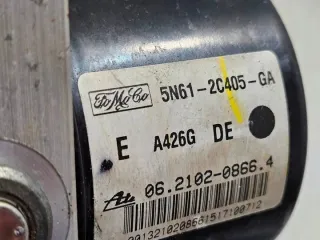 FoMoCo 5N61-2C405-GA
E A426G DE
Ate 06.2102-0866.4